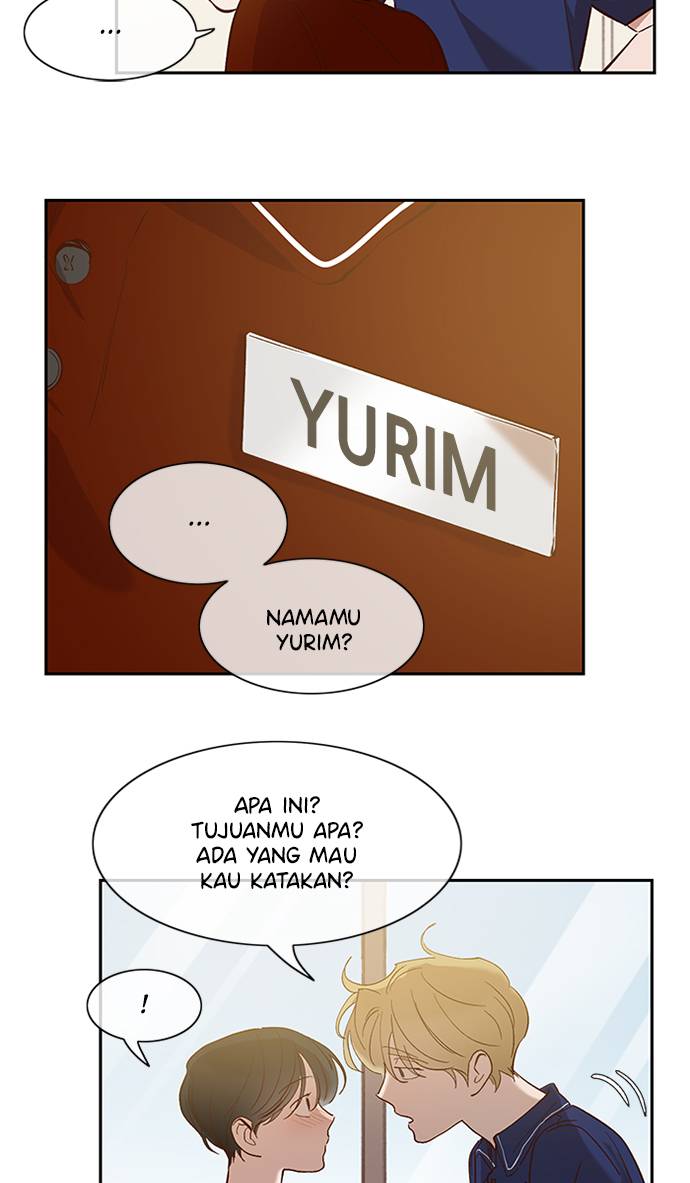 ...
YURIM
...
NAMAMU
YURIM?
APA INI?
TUJUANMU APA?
ADA YANG MAU
KAU KATAKAN?
!